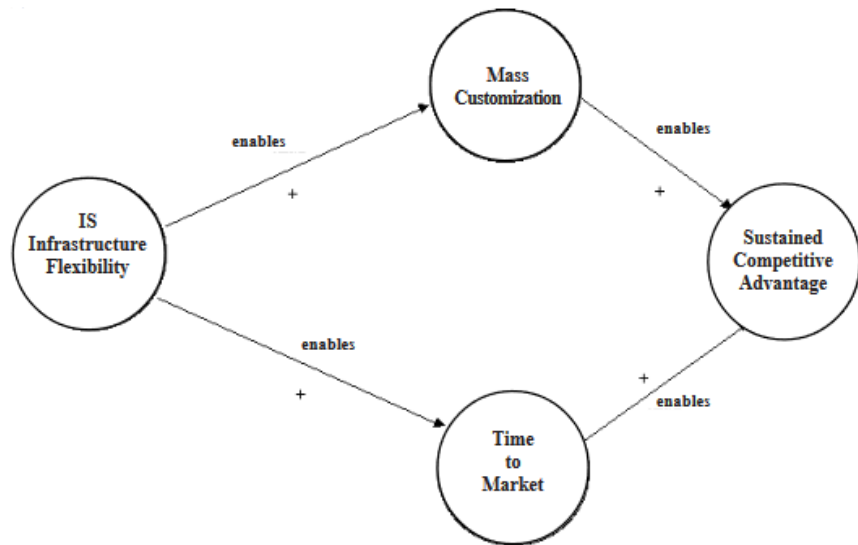 Mass
Customization
enables
enables
+
+
IS
Infrastructure
Flexibility
Sustained
Competitive
Advantage
enables
+
+
enables
Time
to
Market